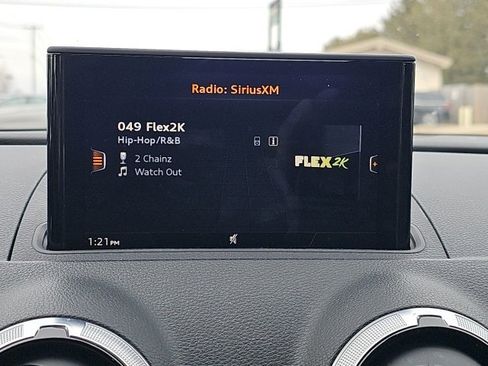 Radio: SiriusXM
049 Flex2K
Hip-Hop/R&B
2 Chainz
Watch Out
FLEX2K
1:21PM